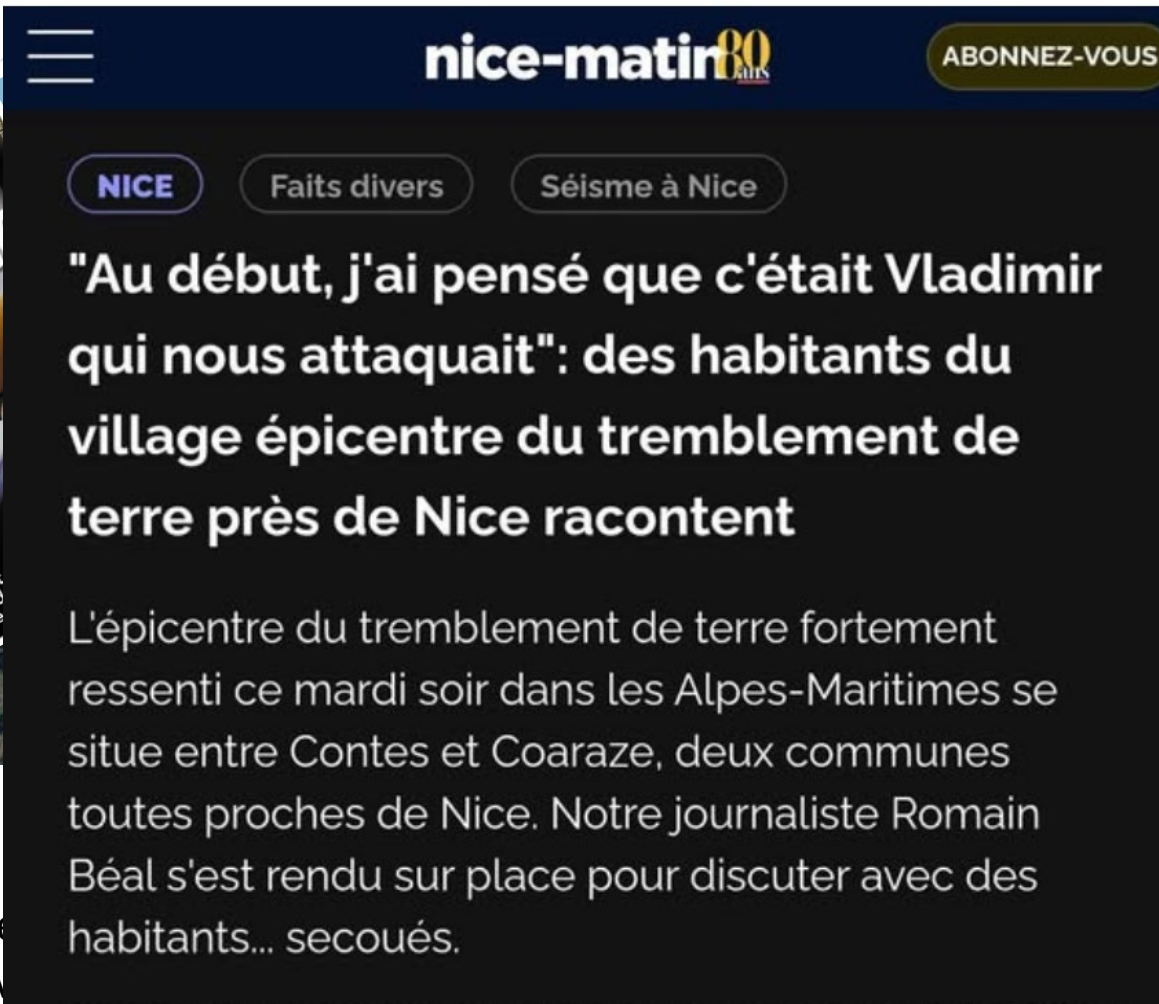 nice-matin 80 ans
ABONNEZ-VOUS
NICE
Faits divers
Séisme à Nice
"Au début, j'ai pensé que c'était Vladimir
qui nous attaquait": des habitants du
village épicentre du tremblement de
terre près de Nice racontent
L'épicentre du tremblement de terre fortement
ressenti ce mardi soir dans les Alpes-Maritimes se
situe entre Contes et Coaraze, deux communes
toutes proches de Nice. Notre journaliste Romain
Béal s'est rendu sur place pour discuter avec des
habitants... secoués.